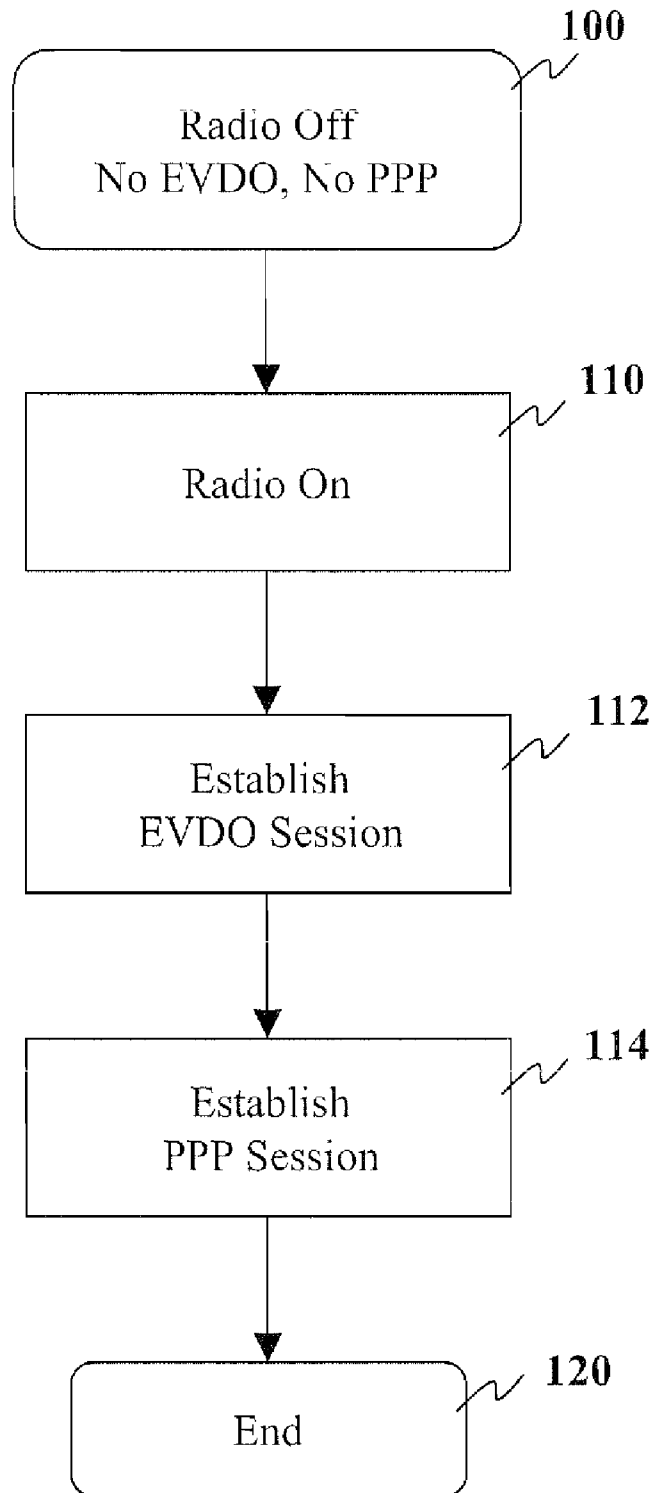 100
Radio Off
No EVDO, No PPP
110
Radio On
112
Establish
EVDO Session
114
Establish
PPP Session
120
End